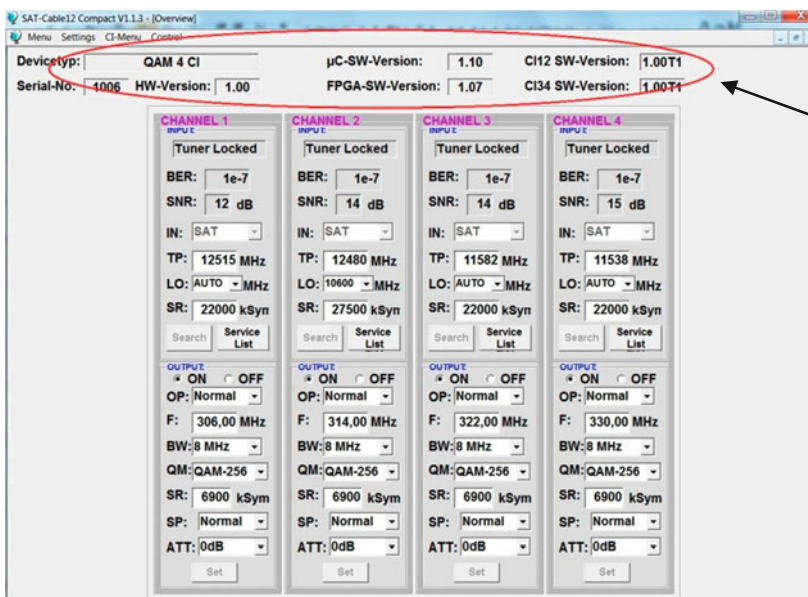 SAT-Cable12 Compact V1.1.3 - [Overview]
Menu Settings CI-Menu Control
Devicetyp: QAM 4 CI µC-SW-Version: 1.10 CI12 SW-Version: 1.00T1
Serial-No: 1006 HW-Version: 1.00 FPGA-SW-Version: 1.07 CI34 SW-Version: 1.00T1
CHANNEL 1 CHANNEL 2 CHANNEL 3 CHANNEL 4
INPUT: INPUT: INPUT: INPUT:
Tuner Locked Tuner Locked Tuner Locked Tuner Locked
BER: 1e-7 BER: 1e-7 BER: 1e-7 BER: 1e-7
SNR: 12 dB SNR: 14 dB SNR: 14 dB SNR: 15 dB
IN: SAT IN: SAT IN: SAT IN: SAT
TP: 12515 MHz TP: 12480 MHz TP: 11582 MHz TP: 11538 MHz
LO: AUTO MHz LO: 10600 MHz LO: AUTO MHz LO: AUTO MHz
SR: 22000 kSym SR: 27500 kSym SR: 22000 kSym SR: 22000 kSym
Search Service List Search Service List Search Service List Search Service List
OUTPUT: OUTPUT: OUTPUT: OUTPUT:
ON OFF ON OFF ON OFF ON OFF
OP: Normal OP: Normal OP: Normal OP: Normal
F: 306,00 MHz F: 314,00 MHz F: 322,00 MHz F: 330,00 MHz
BW: 8 MHz BW: 8 MHz BW: 8 MHz BW: 8 MHz
QM: QAM-256 QM: QAM-256 QM: QAM-256 QM: QAM-256
SR: 6900 kSym SR: 6900 kSym SR: 6900 kSym SR: 6900 kSym
SP: Normal SP: Normal SP: Normal SP: Normal
ATT: 0dB ATT: 0dB ATT: 0dB ATT: 0dB
Set Set Set Set